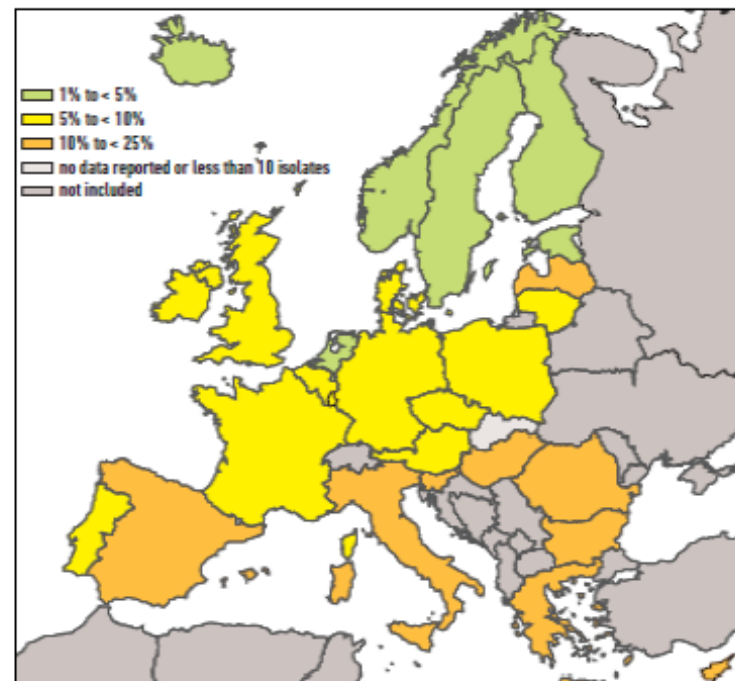 1% to < 5%
5% to < 10%
10% to < 25%
no data reported or less than 10 isolates
not included